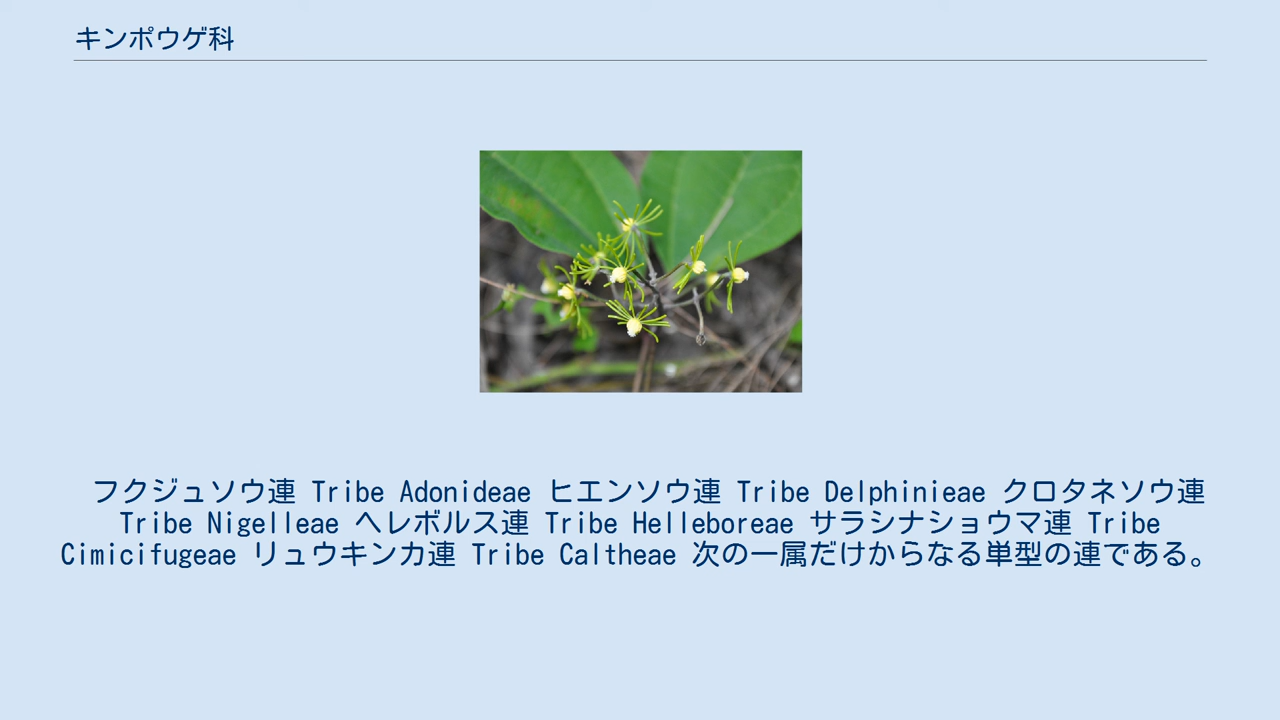 キンポウゲ科
フクジュソウ連 Tribe Adonideae ヒエンソウ連 Tribe Delphinieae クロタネソウ連
Tribe Nigelleae ヘレボルス連 Tribe Helleboreae サラシナショウマ連 Tribe
Cimicifugeae リュウキンカ連 Tribe Caltheae 次の一属だけからなる単型の連である。